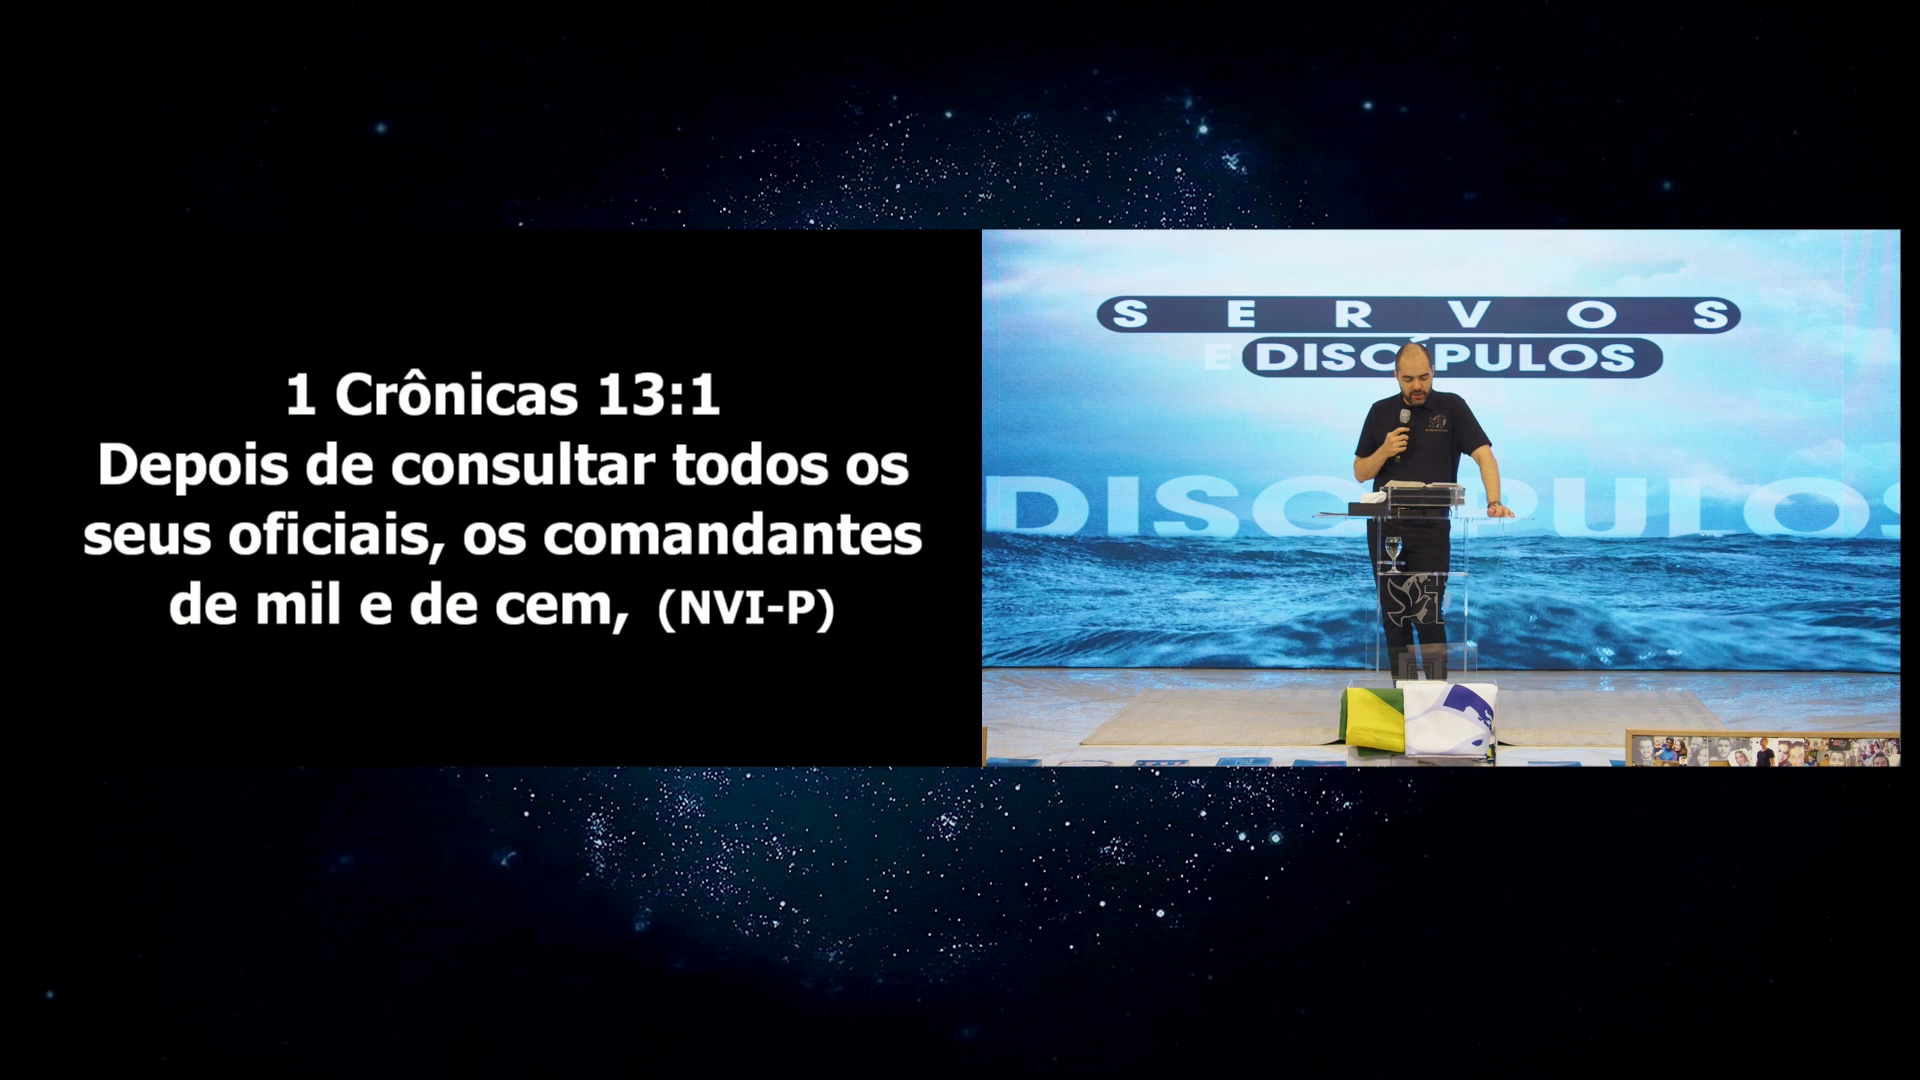 1 Crônicas 13:1
Depois de consultar todos os
seus oficiais, os comandantes
de mil e de cem, (NVI-P)
SERVOS
E DISCÍPULOS
DISCÍPULOS